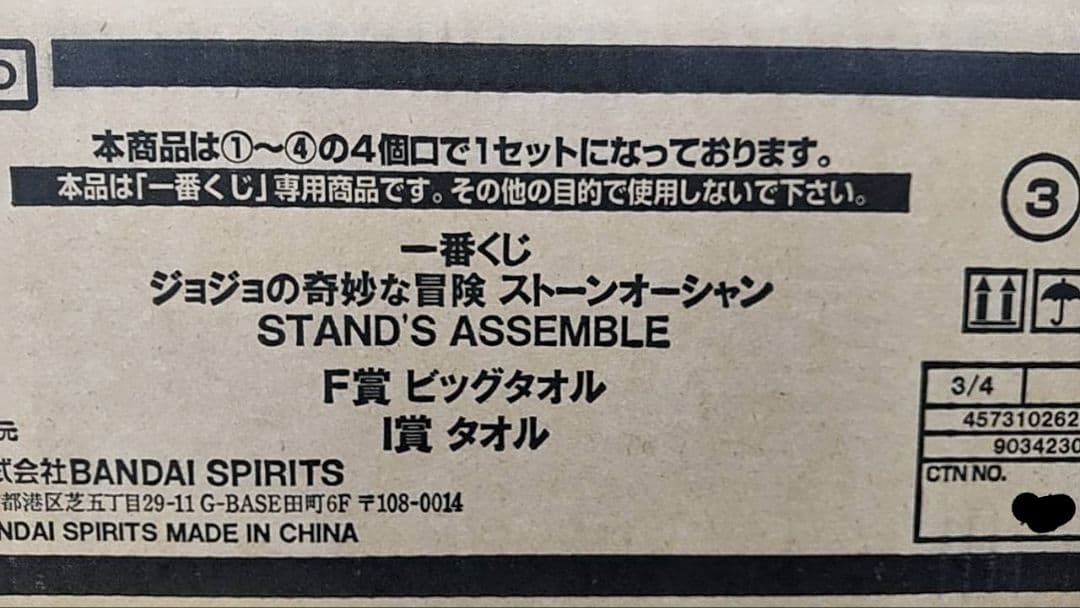 本商品は①～④の4個口で1セットになっております。
本品は「一番くじ」専用商品です。その他の目的で使用しないで下さい。
③
一番くじ
ジョジョの奇妙な冒険 ストーンオーシャン
STAND'S ASSEMBLE
F賞 ビッグタオル
I賞 タオル
3/4
457310262
9034230
CTN NO.
元
式会社BANDAI SPIRITS
都港区芝五丁目29-11 G-BASE田町6F 〒108-0014
NDAI SPIRITS MADE IN CHINA